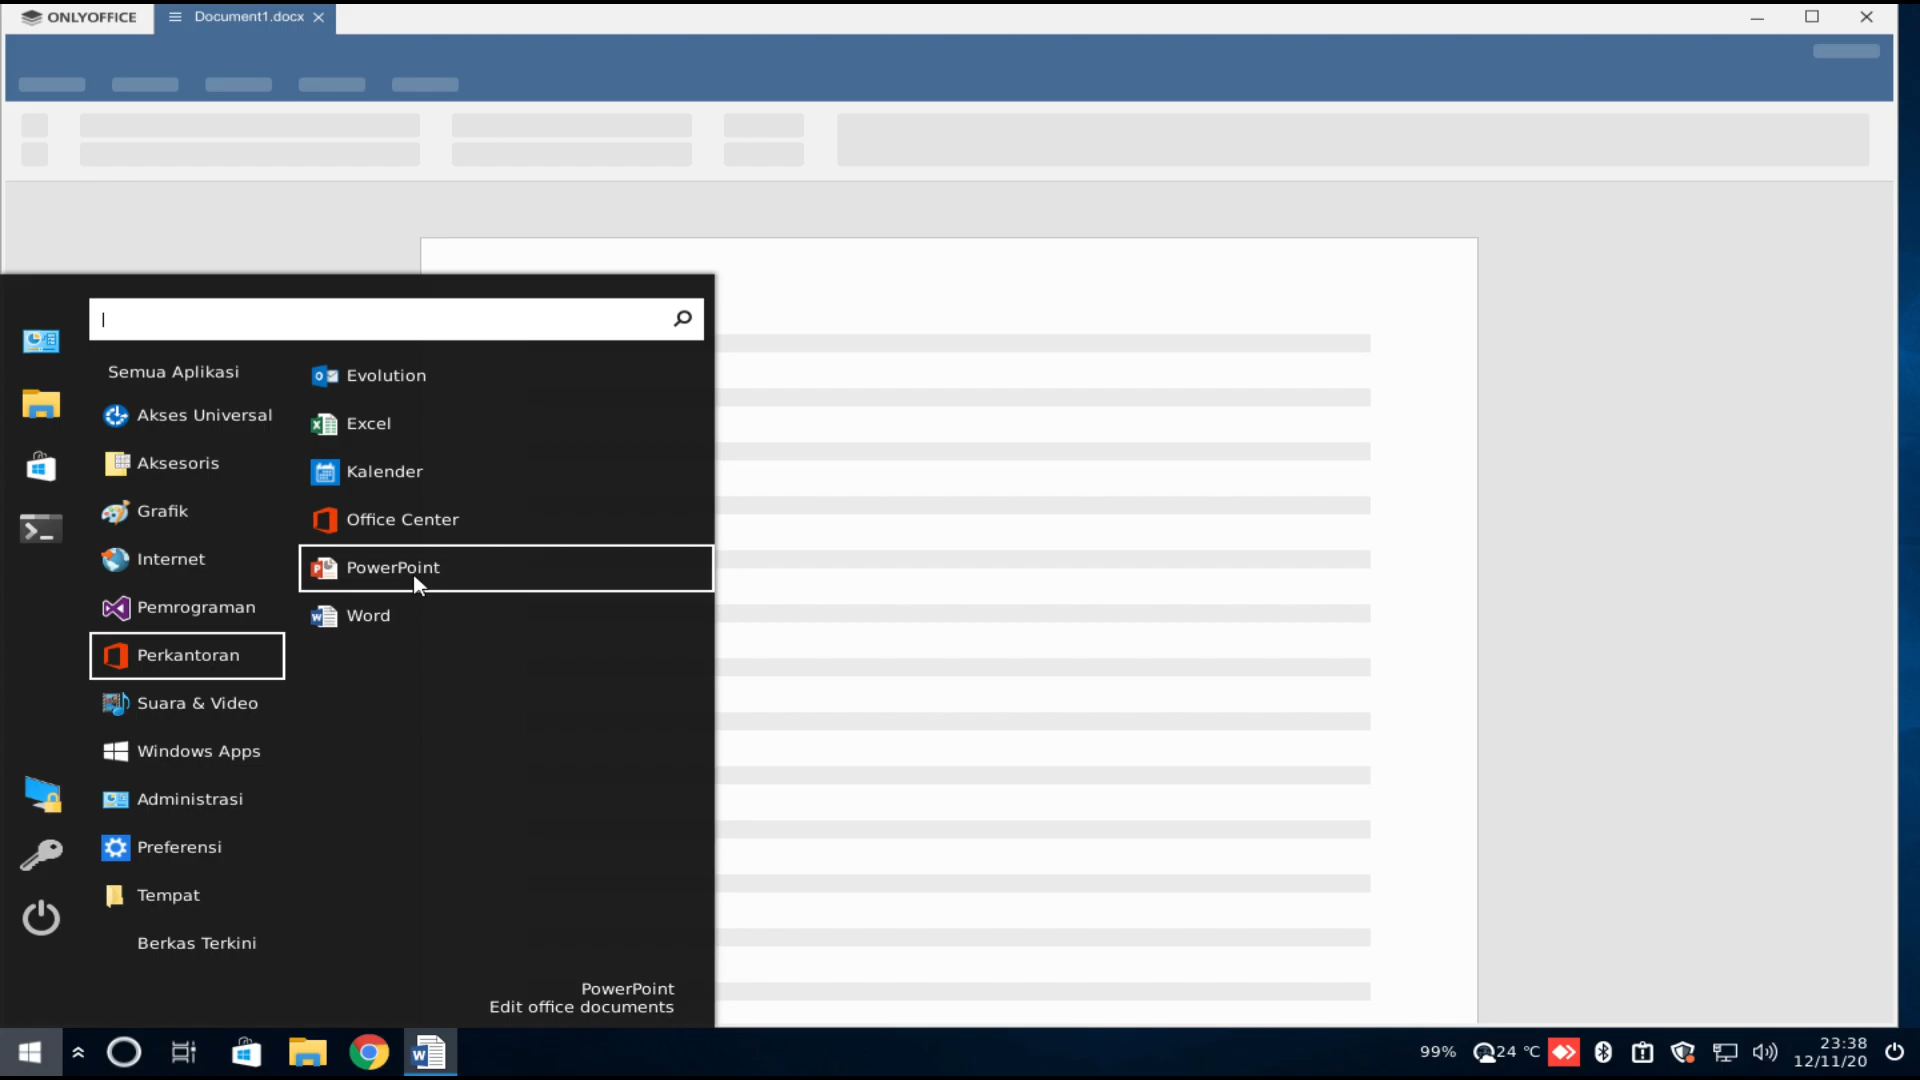 ONLYOFFICE
Document1.docx
Semua Aplikasi
Akses Universal
Aksesoris
Grafik
Internet
Pemrograman
Perkantoran
Suara & Video
Windows Apps
Administrasi
Preferensi
Tempat
Berkas Terkini
Evolution
Excel
Kalender
Office Center
PowerPoint
Word
PowerPoint
Edit office documents
99%
24 °C
23:38
12/11/20